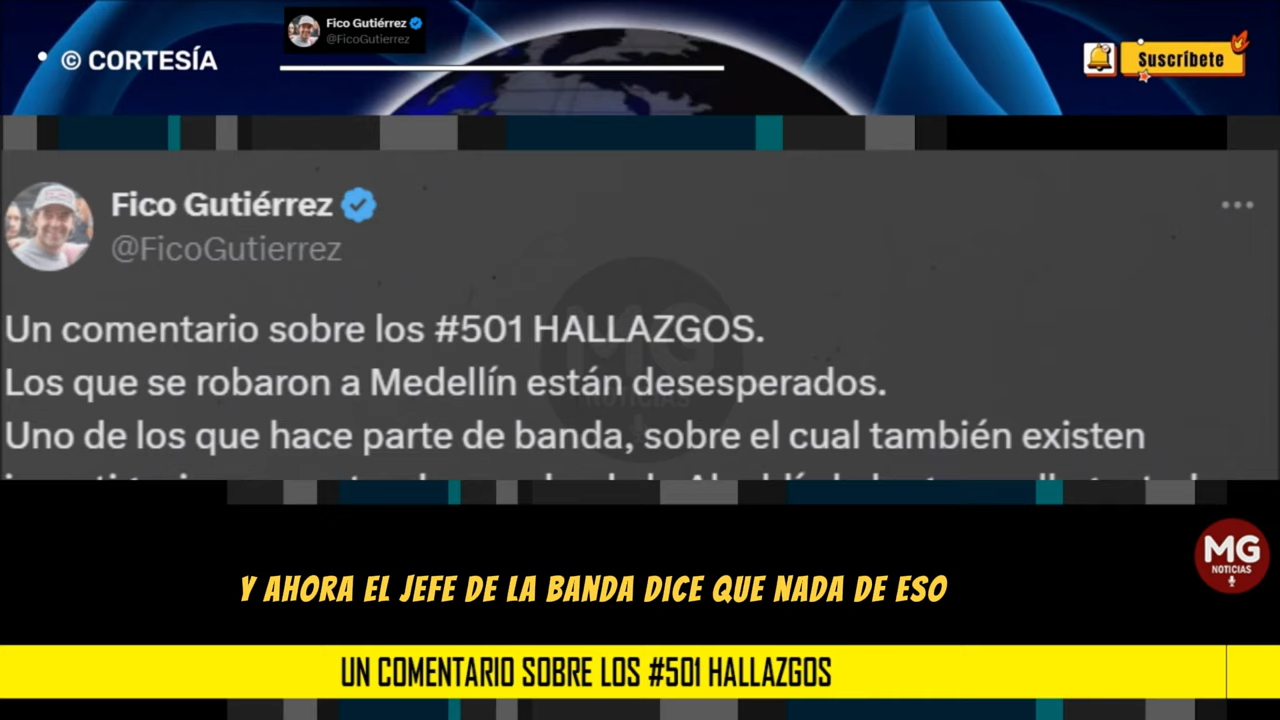 © CORTESÍA
Fico Gutiérrez
@FicoGutierrez
Suscríbete
Fico Gutiérrez
@FicoGutierrez
Un comentario sobre los #501 HALLAZGOS.
Los que se robaron a Medellín están desesperados.
Uno de los que hace parte de banda, sobre el cual también existen
MG
NOTICIAS
Y AHORA EL JEFE DE LA BANDA DICE QUE NADA DE ESO
MG
NOTICIAS
UN COMENTARIO SOBRE LOS #501 HALLAZGOS